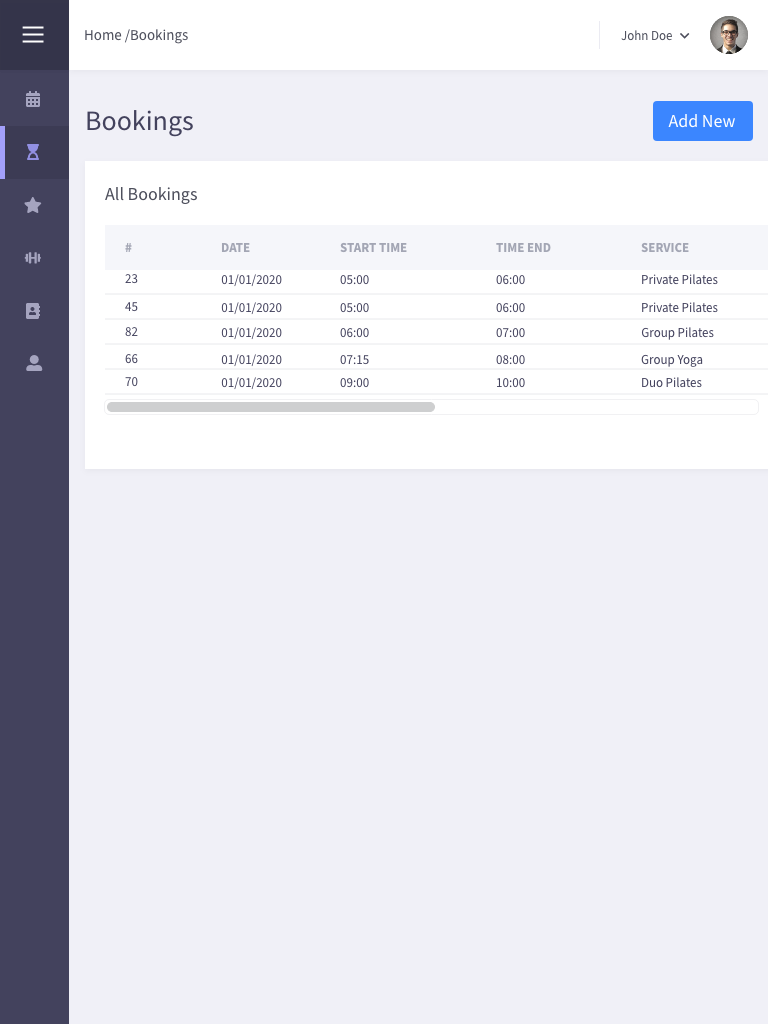 Home /Bookings
John Doe
Bookings
Add New
All Bookings
# DATE START TIME TIME END SERVICE
23 01/01/2020 05:00 06:00 Private Pilates
45 01/01/2020 05:00 06:00 Private Pilates
82 01/01/2020 06:00 07:00 Group Pilates
66 01/01/2020 07:15 08:00 Group Yoga
70 01/01/2020 09:00 10:00 Duo Pilates